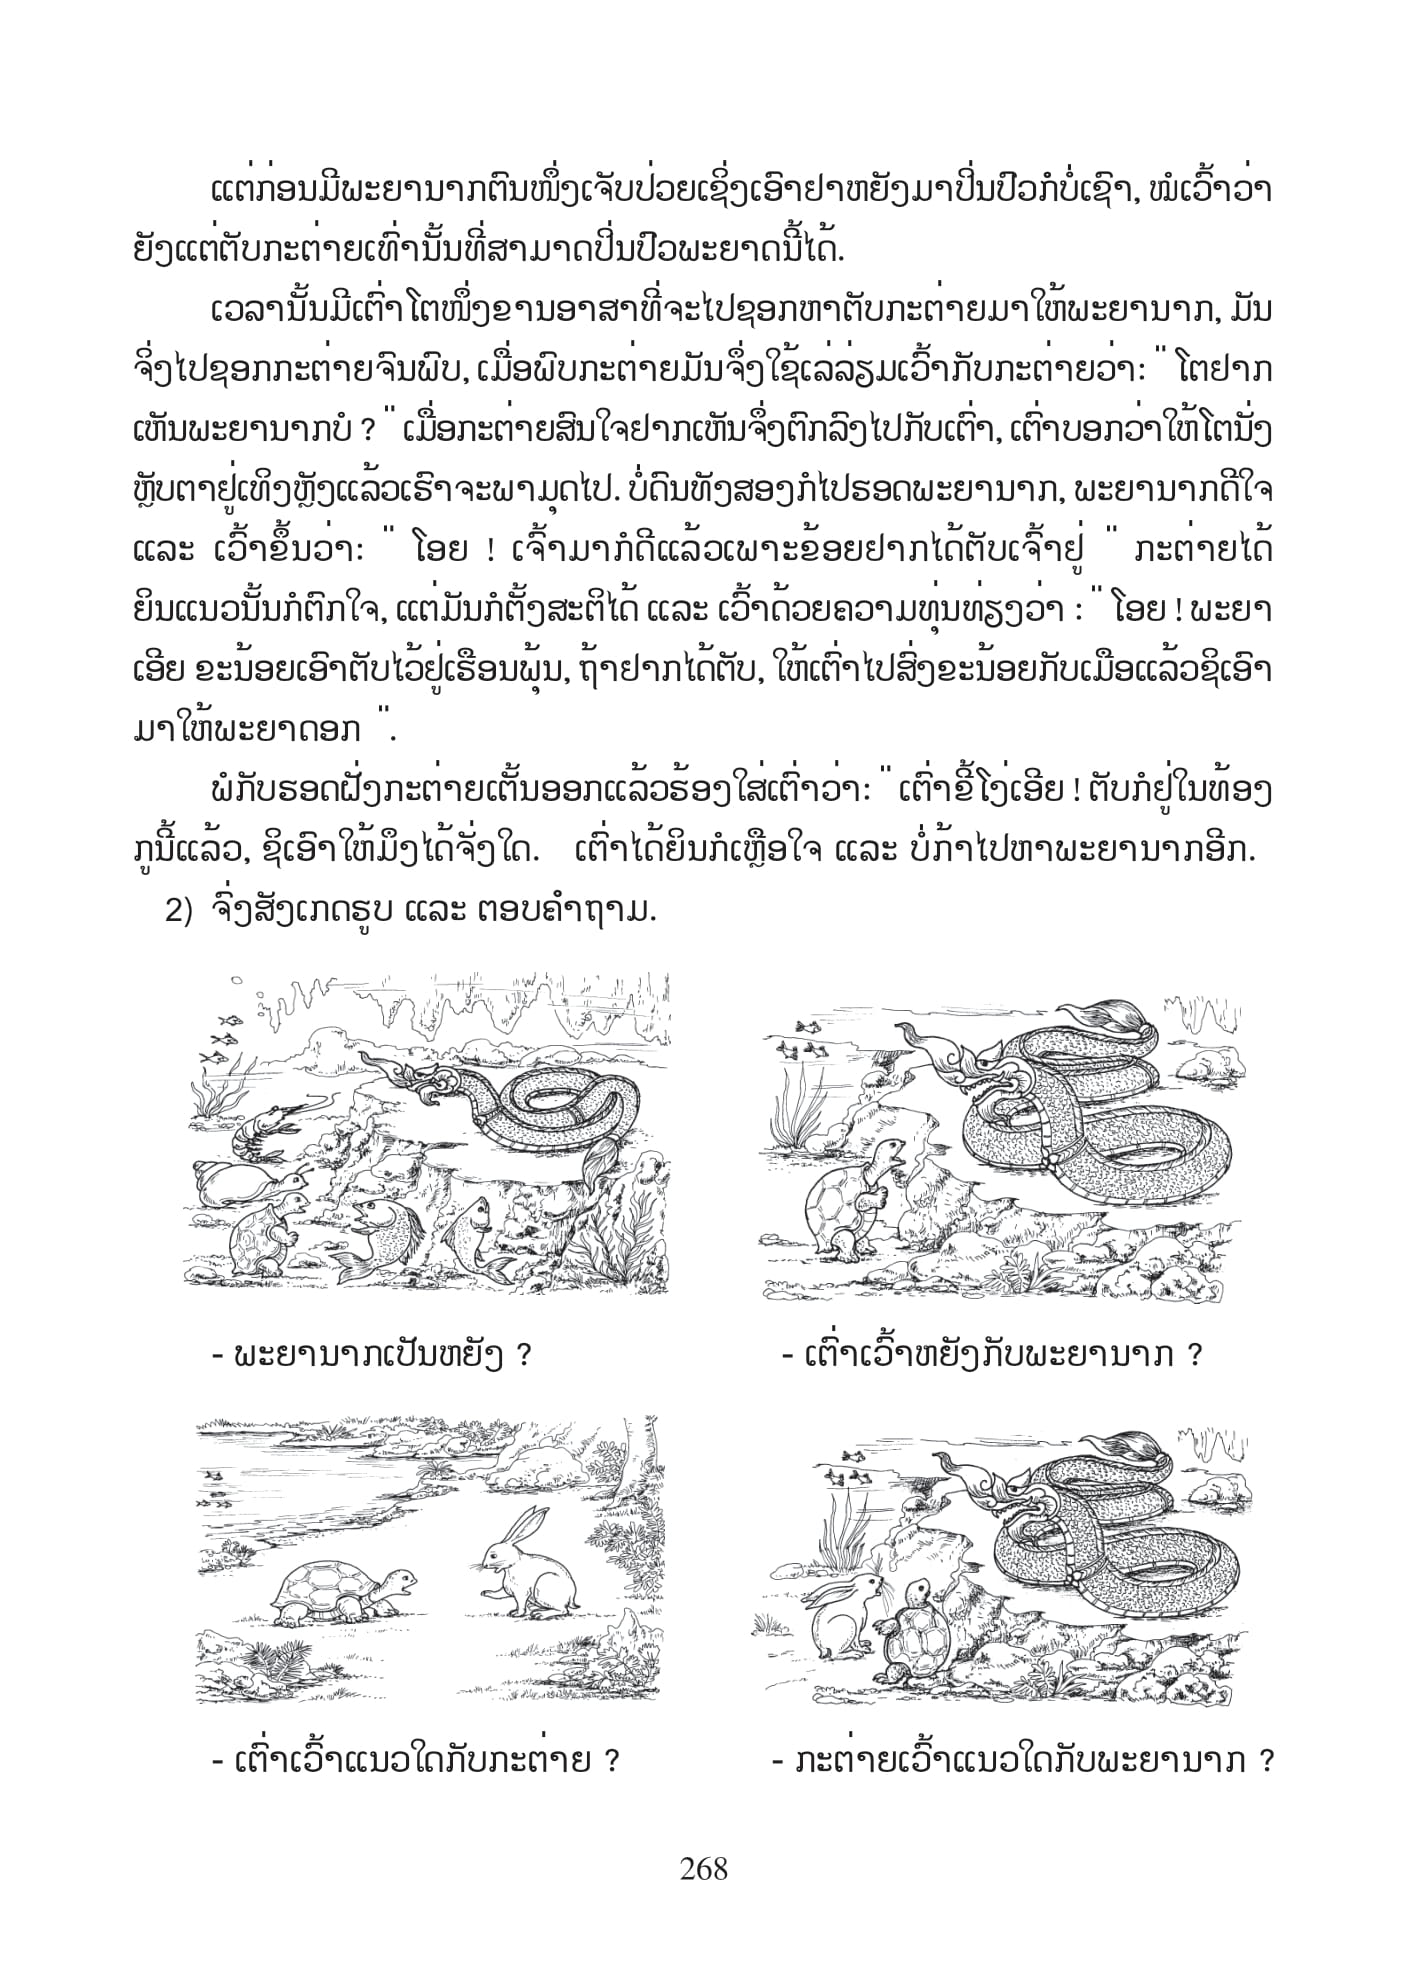 ແຕ່ກ່ອນມີພະຍານາກຕົນໜຶ່ງເຈັບປ່ວຍເຊິ່ງເອົາຢາຫຍັງມາປິ່ນປົວກໍບໍ່ເຊົາ, ໝໍເວົ້າວ່າ
ຍັງແຕ່ຕັບກະຕ່າຍເທົ່ານັ້ນທີ່ສາມາດປິ່ນປົວພະຍາດນີ້ໄດ້.
ເວລານັ້ນມີເຕົ່າໂຕໜຶ່ງຂານອາສາທີ່ຈະໄປຊອກຫາຕັບກະຕ່າຍມາໃຫ້ພະຍານາກ, ມັນ
ຈິ່ງໄປຊອກກະຕ່າຍຈົນພົບ, ເມື່ອພົບກະຕ່າຍມັນຈຶ່ງໃຊ້ເລ່ລ່ຽມເວົ້າກັບກະຕ່າຍວ່າ: " ໂຕຢາກ
ເຫັນພະຍານາກບໍ ? " ເມື່ອກະຕ່າຍສົນໃຈຢາກເຫັນຈຶ່ງຕົກລົງໄປກັບເຕົ່າ, ເຕົ່າບອກວ່າໃຫ້ໂຕນັ່ງ
ຫຼັບຕາຢູ່ເທິງຫຼັງແລ້ວເຮົາຈະພາມຸດໄປ. ບໍ່ດົນທັງສອງກໍໄປຮອດພະຍານາກ, ພະຍານາກດີໃຈ
ແລະ ເວົ້າຂຶ້ນວ່າ: " ໂອຍ ! ເຈົ້າມາກໍດີແລ້ວເພາະຂ້ອຍຢາກໄດ້ຕັບເຈົ້າຢູ່ " ກະຕ່າຍໄດ້
ຍິນແນວນັ້ນກໍຕົກໃຈ, ແຕ່ມັນກໍຕັ້ງສະຕິໄດ້ ແລະ ເວົ້າດ້ວຍຄວາມທຸ່ນທ່ຽງວ່າ : " ໂອຍ ! ພະຍາ
ເອີຍ ຂະນ້ອຍເອົາຕັບໄວ້ຢູ່ເຮືອນພຸ້ນ, ຖ້າຢາກໄດ້ຕັບ, ໃຫ້ເຕົ່າໄປສົ່ງຂະນ້ອຍກັບເມືອແລ້ວຊິເອົາ
ມາໃຫ້ພະຍາດອກ ".
ພໍກັບຮອດຝັ່ງກະຕ່າຍເຕັ້ນອອກແລ້ວຮ້ອງໃສ່ເຕົ່າວ່າ: " ເຕົ່າຂີ້ໂງ່ເອີຍ ! ຕັບກໍຢູ່ໃນທ້ອງ
ກູນີ້ແລ້ວ, ຊິເອົາໃຫ້ມຶງໄດ້ຈັ່ງໃດ. ເຕົ່າໄດ້ຍິນກໍເຫຼືອໃຈ ແລະ ບໍ່ກ້າໄປຫາພະຍານາກອີກ.
2) ຈົ່ງສັງເກດຮູບ ແລະ ຕອບຄຳຖາມ.
- ພະຍານາກເປັນຫຍັງ ?
- ເຕົ່າເວົ້າຫຍັງກັບພະຍານາກ ?
- ເຕົ່າເວົ້າແນວໃດກັບກະຕ່າຍ ?
- ກະຕ່າຍເວົ້າແນວໃດກັບພະຍານາກ ?
268